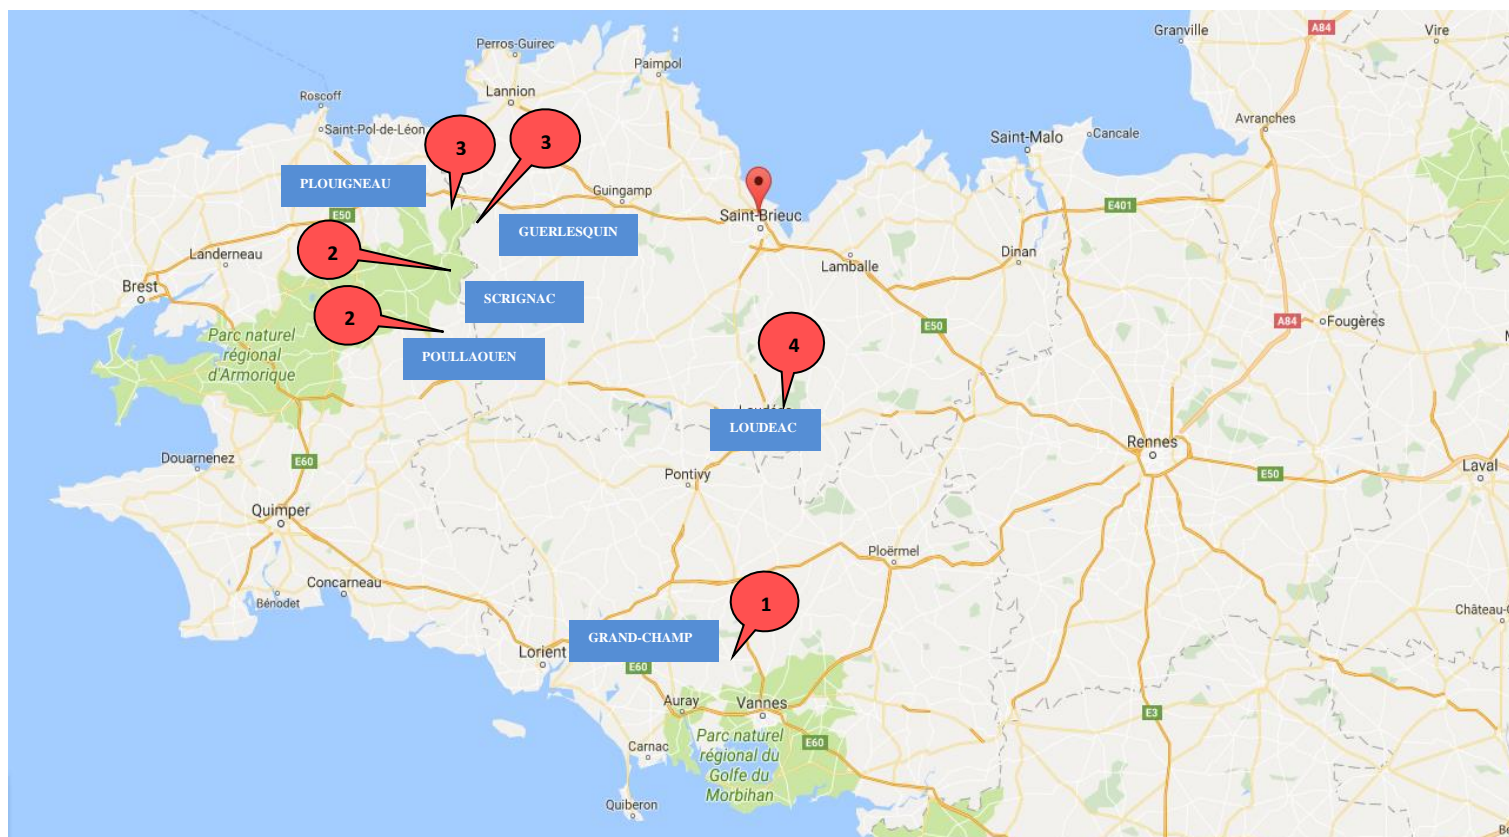 Granville
A84
Vire
Perros-Guirec
Paimpol
Lannion
Roscoff
Saint-Pol-de-Léon
Avranches
Saint-Malo
Cancale
3
3
PLOUIGNEAU
Guingamp
E50
Saint-Brieuc
E401
GUERLESQUIN
2
Landerneau
Lamballe
Dinan
Brest
SCRIGNAC
2
E50
A84
Fougères
Parc naturel
régional
d'Armorique
POULLAOUEN
4
LOUDEAC
Rennes
Douarnenez
E60
Pontivy
E50
Laval
Quimper
Ploërmel
Concarneau
Bénodet
1
Château-G
GRAND-CHAMP
Lorient
E60
Auray
Vannes
E3
Parc naturel
régional du
Golfe du
Morbihan
E60
Carnac
Quiberon